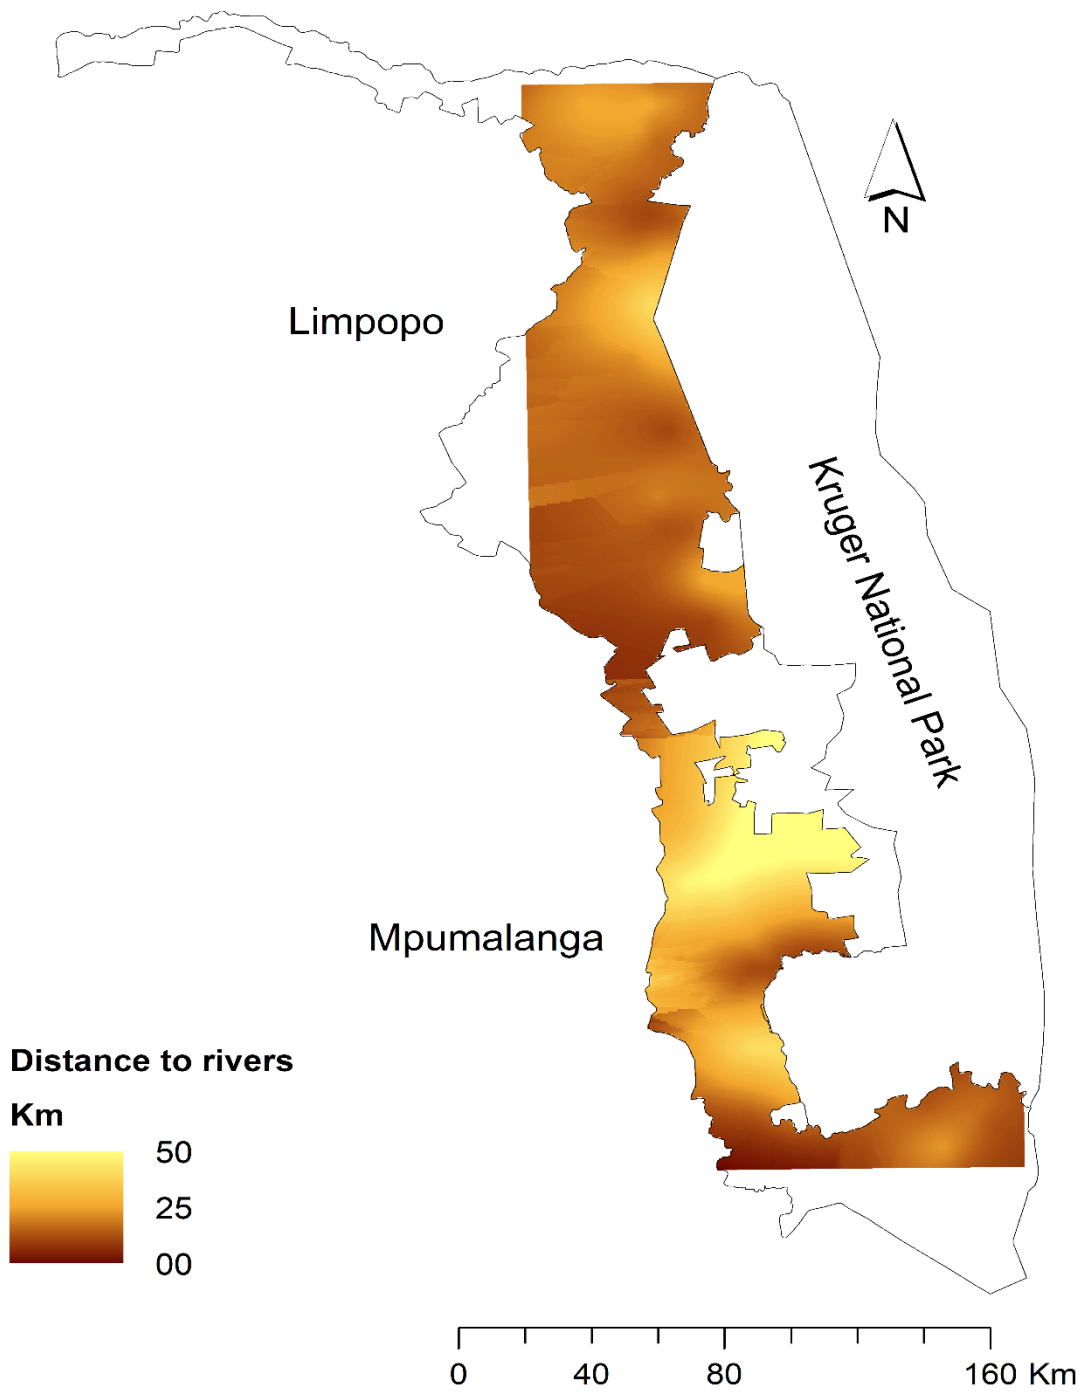 N
Limpopo
Kruger National Park
Mpumalanga
Distance to rivers
Km
50
25
00
0 40 80 160 Km